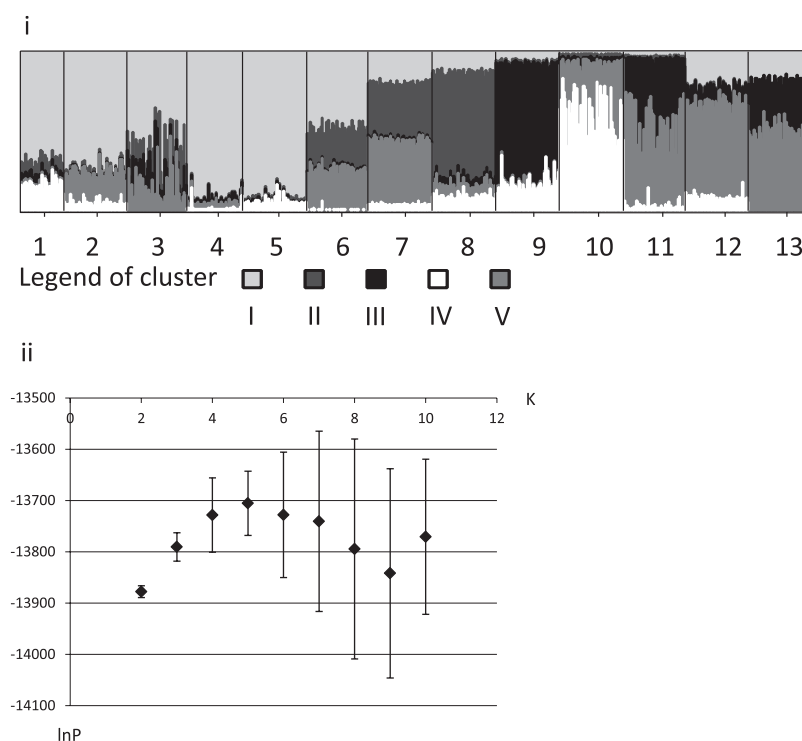 i
1 2 3 4 5 6 7 8 9 10 11 12 13
Legend of cluster
I II III IV V
ii
-13500 K
0 2 4 6 8 10 12
-13600
-13700
-13800
-13900
-14000
-14100
lnP